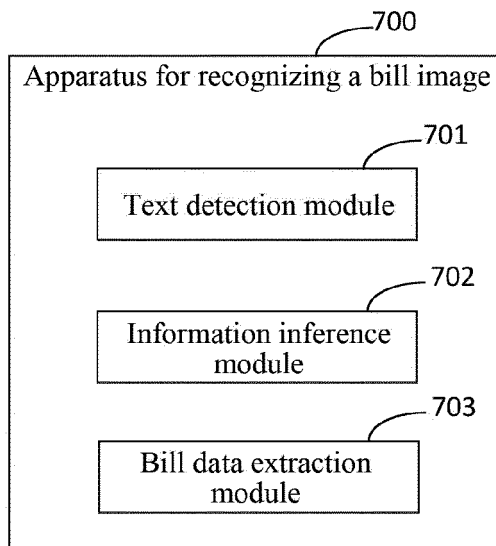 700
Apparatus for recognizing a bill image
701
Text detection module
702
Information inference
module
703
Bill data extraction
module